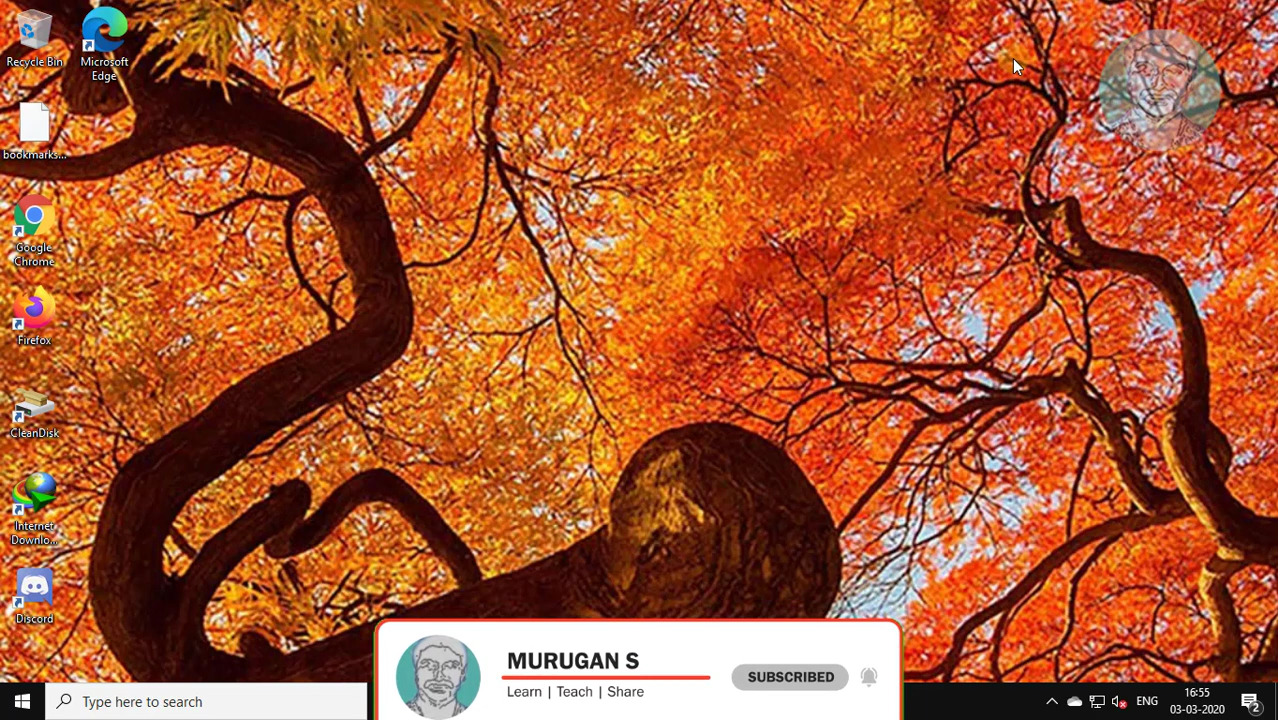 Recycle Bin
Microsoft
Edge
bookmarks...
Google
Chrome
Firefox
CleanDisk
Internet
Downlo...
Discord
MURUGAN S
Learn | Teach | Share
SUBSCRIBED
Type here to search
ENG
16:55
03-03-2020
2